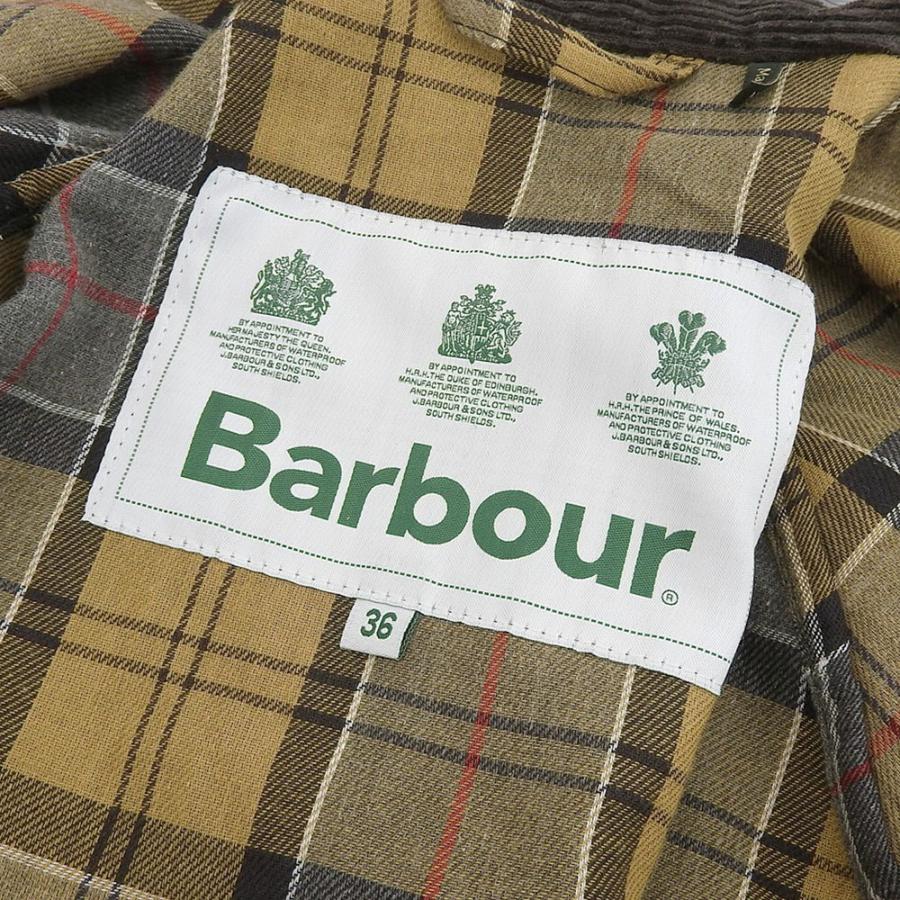 BY APPOINTMENT TO
HER MAJESTY THE QUEEN.
MANUFACTURERS OF WATERPROOF
AND PROTECTIVE CLOTHING
J.BARBOUR & SONS LTD.,
SOUTH SHIELDS.
BY APPOINTMENT TO
H.R.H. THE DUKE OF EDINBURGH.
MANUFACTURERS OF WATERPROOF
AND PROTECTIVE CLOTHING
J.BARBOUR & SONS LTD.,
SOUTH SHIELDS.
BY APPOINTMENT TO
H.R.H. THE PRINCE OF WALES.
MANUFACTURERS OF WATERPROOF
AND PROTECTIVE CLOTHING
J.BARBOUR & SONS LTD.,
SOUTH SHIELDS.
Barbour®
36